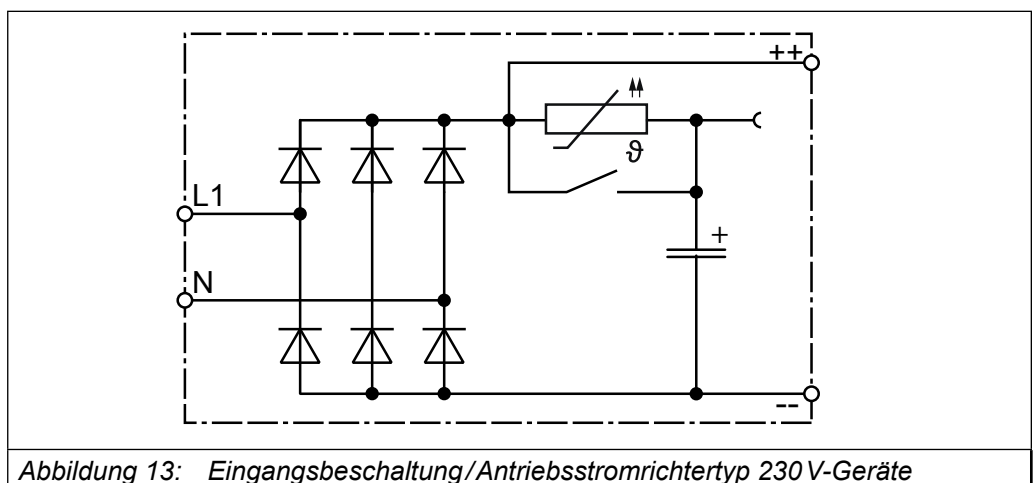 ++
ϑ
L1
+
N
--
Abbildung 13: Eingangsbeschaltung/Antriebsstromrichtertyp 230 V-Geräte